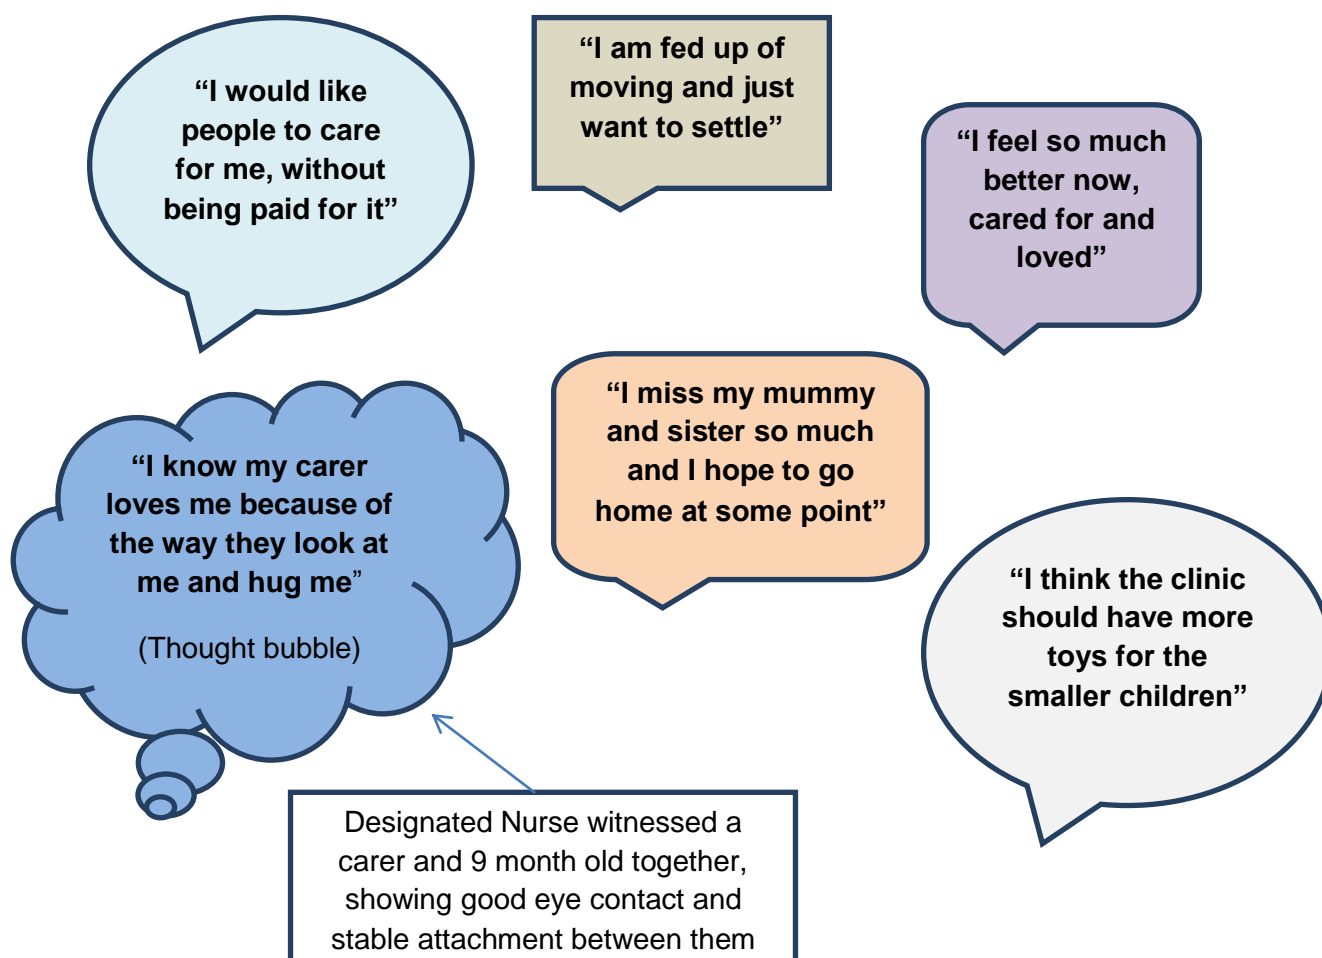 “I would like
people to care
for me, without
being paid for it”
“I am fed up of
moving and just
want to settle”
“I feel so much
better now,
cared for and
loved”
“I know my carer
loves me because of
the way they look at
me and hug me”
(Thought bubble)
“I miss my mummy
and sister so much
and I hope to go
home at some point”
“I think the clinic
should have more
toys for the
smaller children”
Designated Nurse witnessed a
carer and 9 month old together,
showing good eye contact and
stable attachment between them